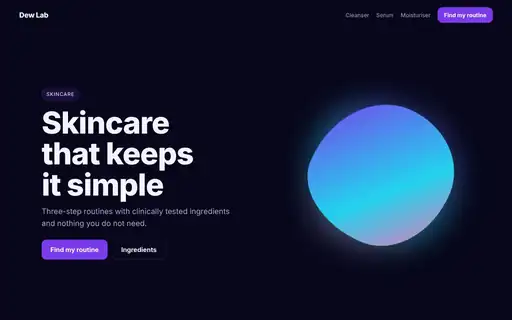 Dew Lab
Cleanser Serum Moisturiser Find my routine
SKINCARE
Skincare
that keeps
it simple
Three-step routines with clinically tested ingredients
and nothing you do not need.
Find my routine Ingredients